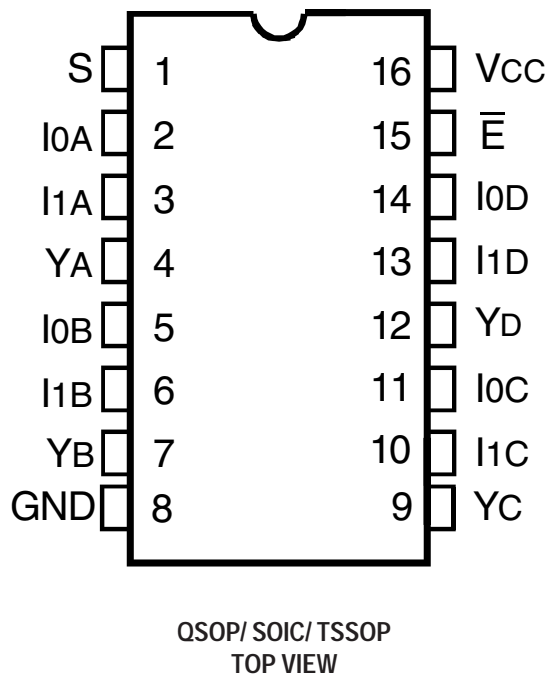 S 1 16 VCC
I0A 2 15 E̅
I1A 3 14 I0D
YA 4 13 I1D
I0B 5 12 YD
I1B 6 11 I0C
YB 7 10 I1C
GND 8 9 YC
QSOP/ SOIC/ TSSOP
TOP VIEW